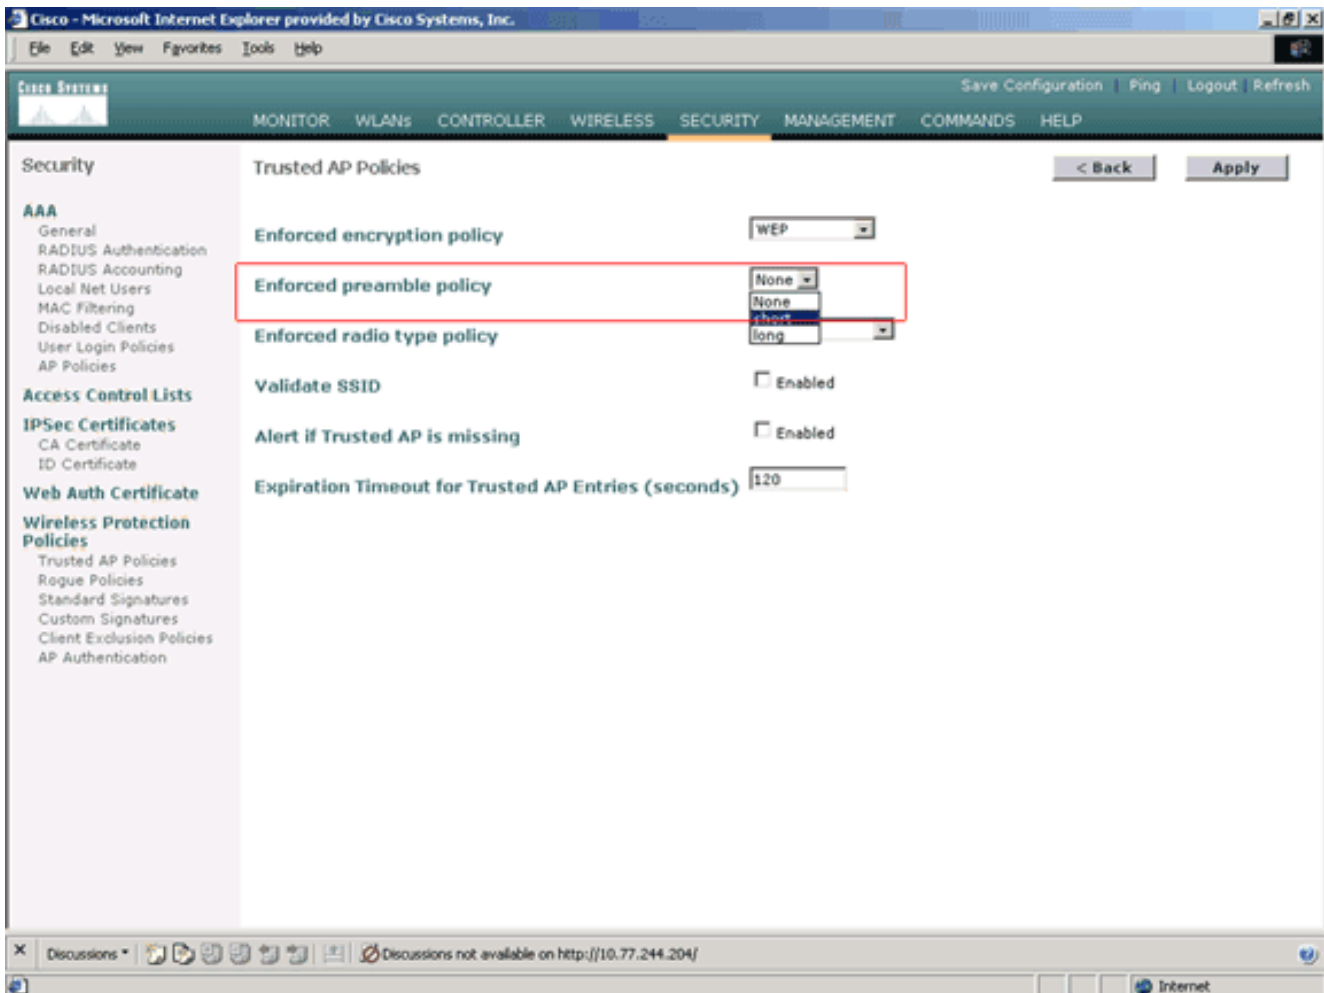 Cisco - Microsoft Internet Explorer provided by Cisco Systems, Inc.
File Edit View Favorites Tools Help
CISCO SYSTEMS
Save Configuration | Ping | Logout | Refresh
MONITOR WLANs CONTROLLER WIRELESS SECURITY MANAGEMENT COMMANDS HELP
Security
AAA
General
RADIUS Authentication
RADIUS Accounting
Local Net Users
MAC Filtering
Disabled Clients
User Login Policies
AP Policies
Access Control Lists
IPSec Certificates
CA Certificate
ID Certificate
Web Auth Certificate
Wireless Protection
Policies
Trusted AP Policies
Rogue Policies
Standard Signatures
Custom Signatures
Client Exclusion Policies
AP Authentication
Trusted AP Policies
< Back Apply
Enforced encryption policy WEP
Enforced preamble policy None
None
short
long
Enforced radio type policy
Validate SSID Enabled
Alert if Trusted AP is missing Enabled
Expiration Timeout for Trusted AP Entries (seconds) 120
Discussions Discussions not available on http://10.77.244.204/
Internet